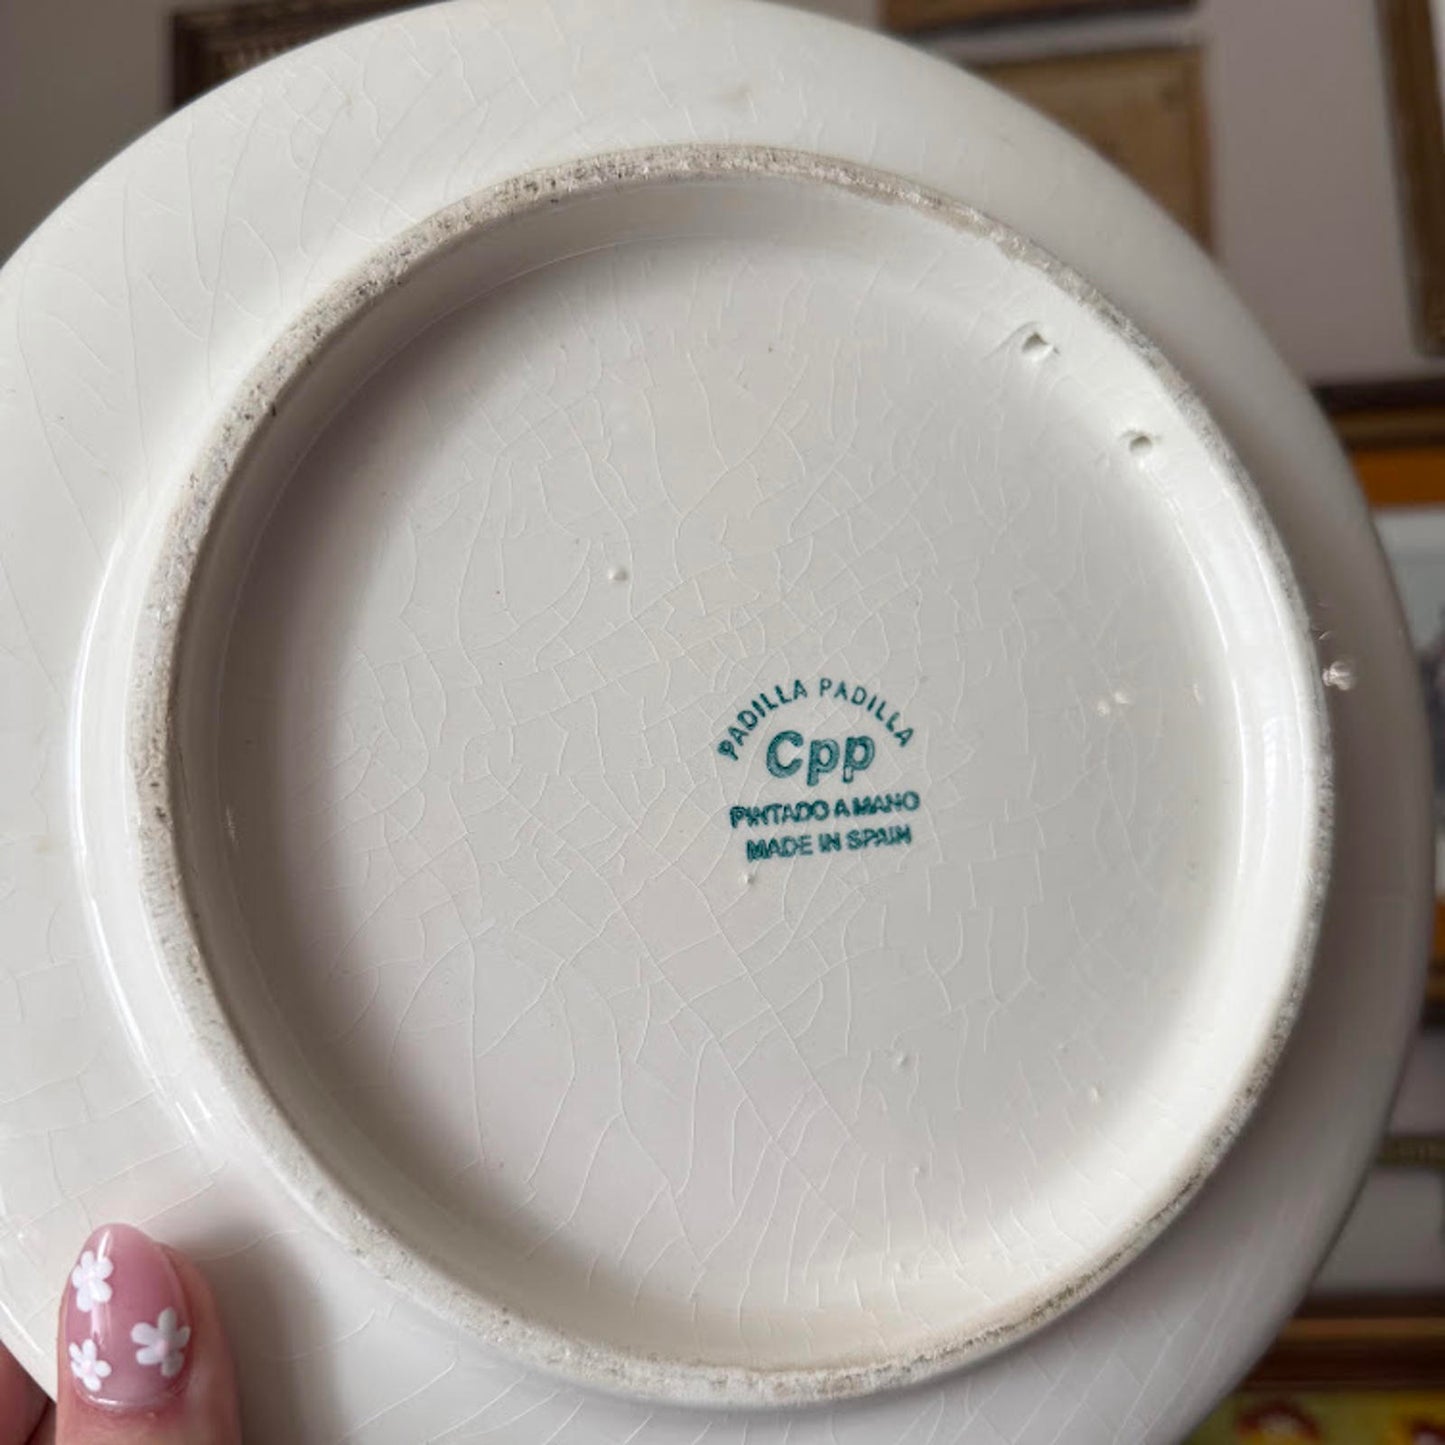 PADILLA PADILLA
Cpp
PINTADO A MANO
MADE IN SPAIN